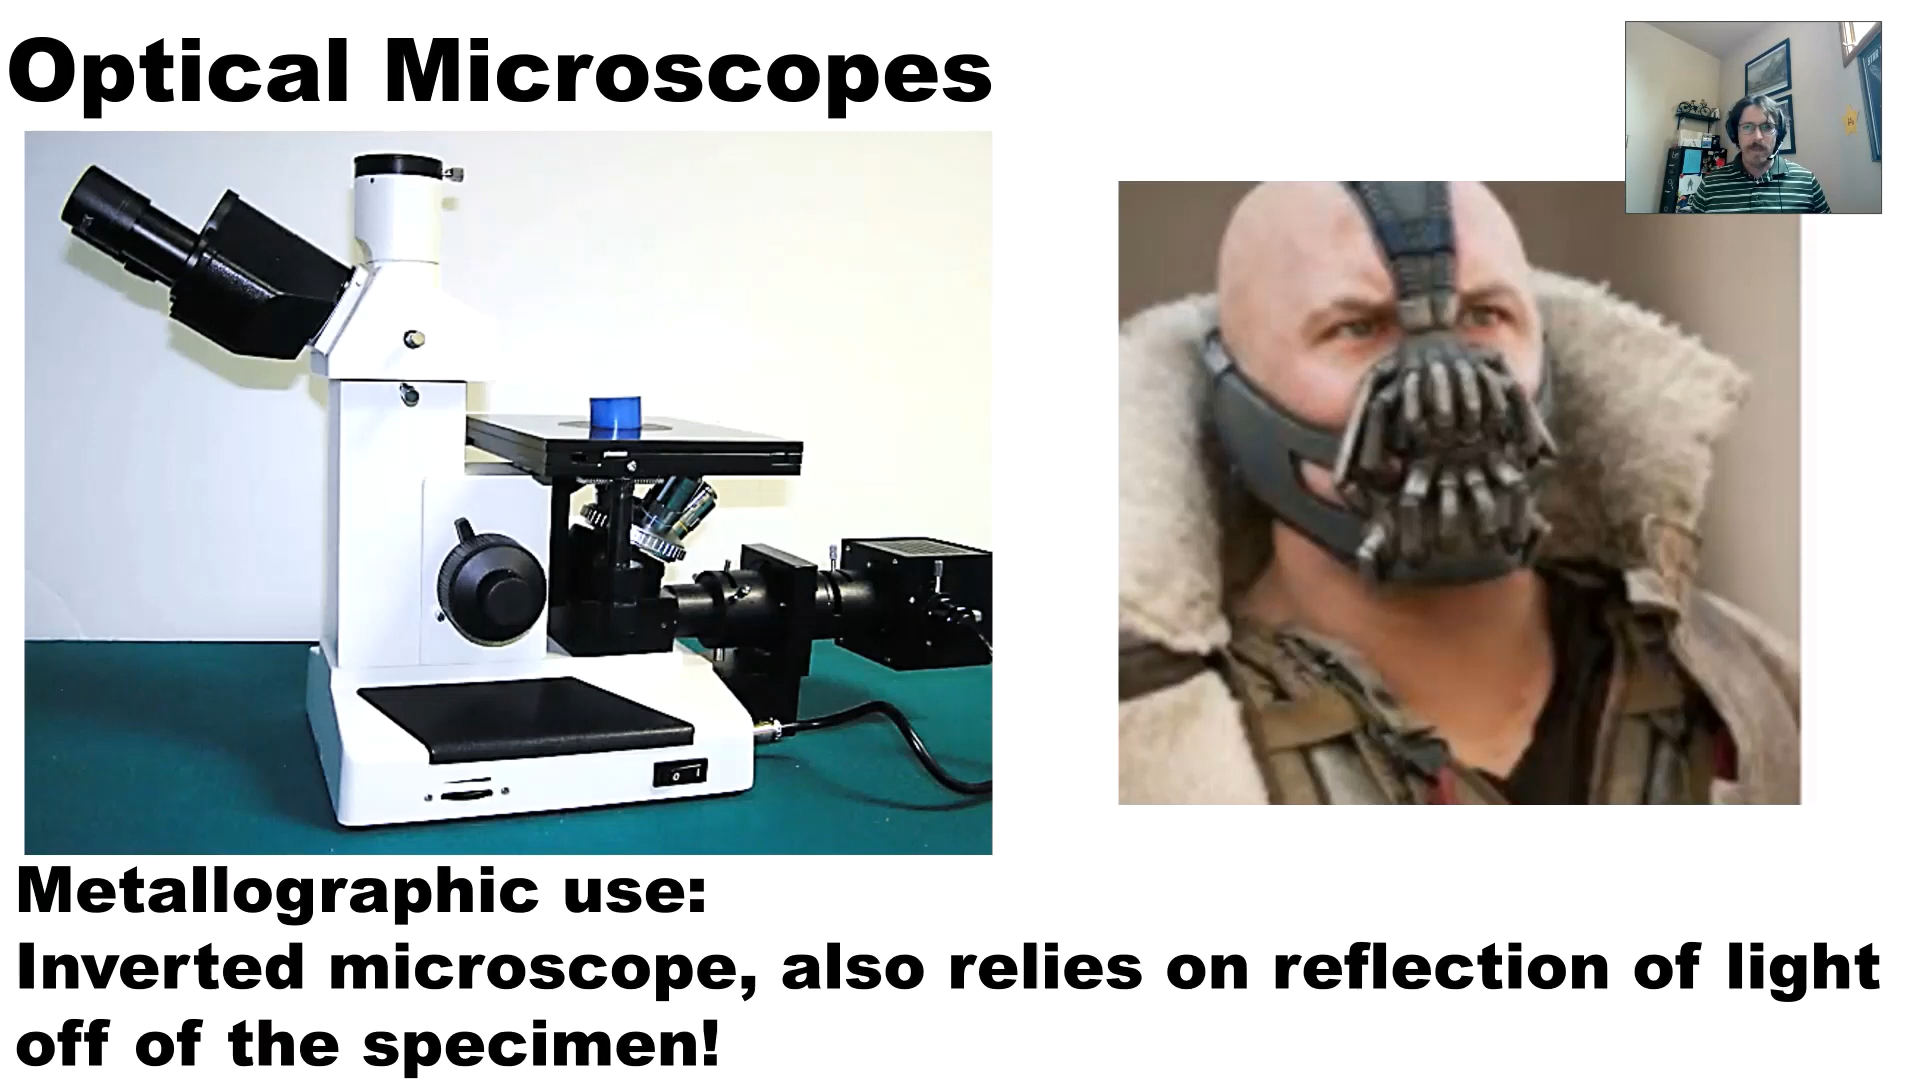 Optical Microscopes
Metallographic use:
Inverted microscope, also relies on reflection of light
off of the specimen!